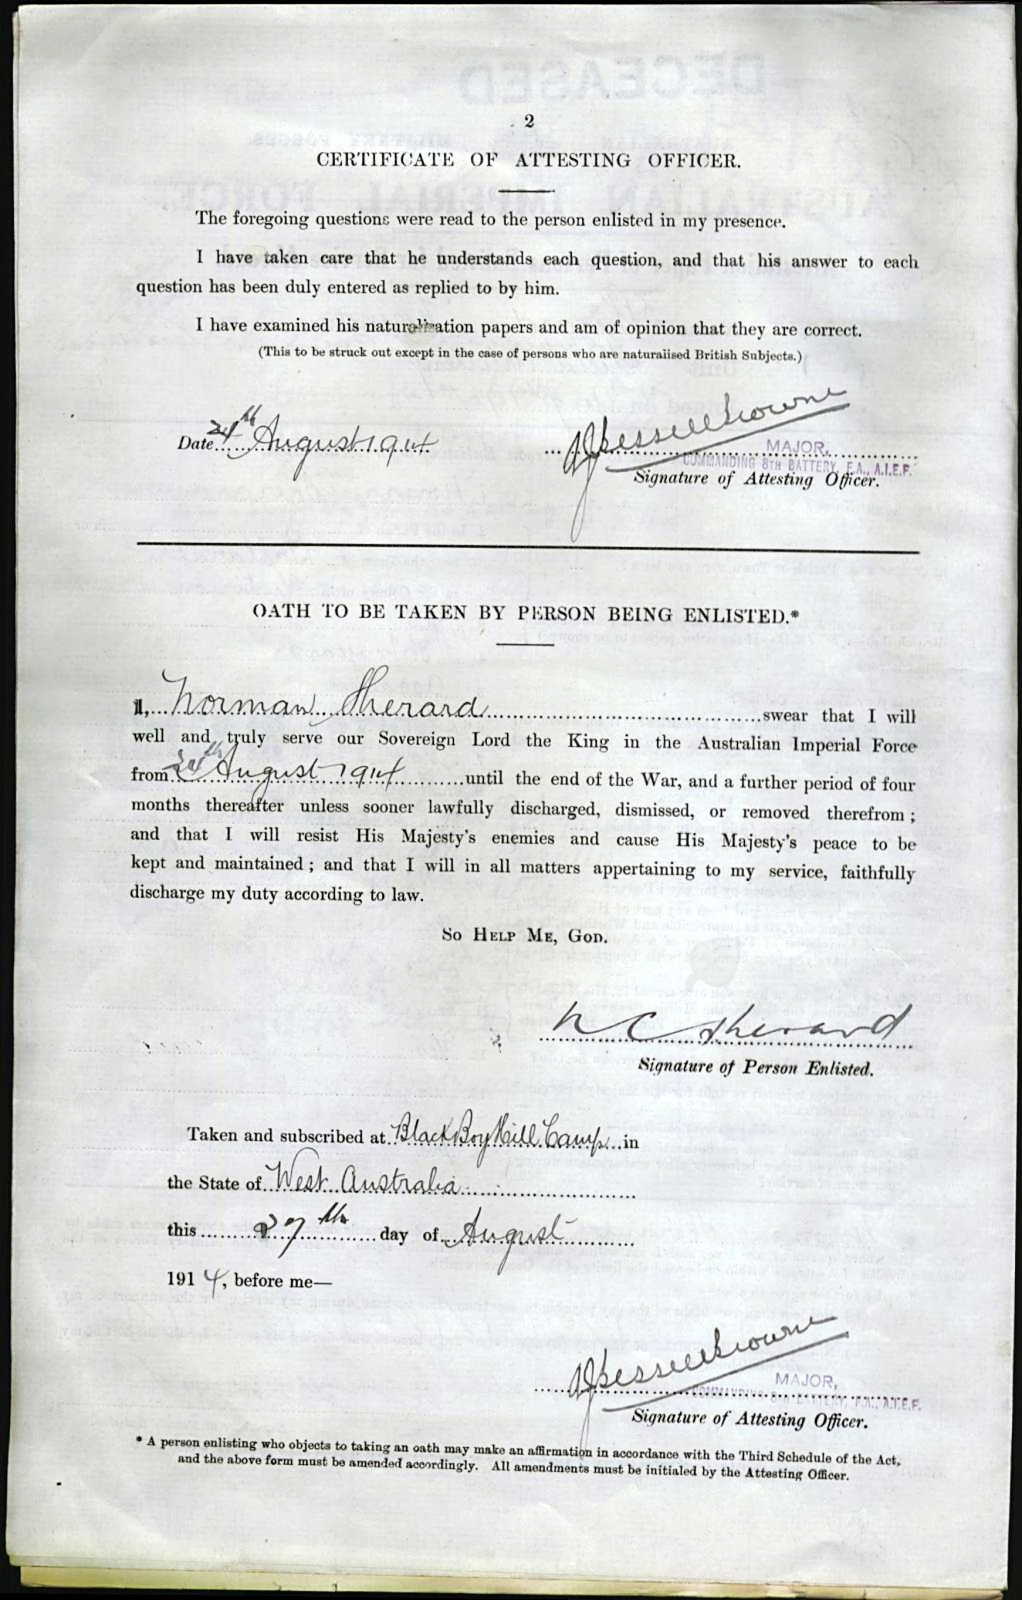 2
CERTIFICATE OF ATTESTING OFFICER.
The foregoing questions were read to the person enlisted in my presence.
I have taken care that he understands each question, and that his answer to each
question has been duly entered as replied to by him.
I have examined his naturalisation papers and am of opinion that they are correct.
(This to be struck out except in the case of persons who are naturalised British Subjects.)
Date 24th August 1914
A J Bessell Browne
MAJOR,
COMMANDING 8TH BATTERY, F.A., A.I.E.F.
Signature of Attesting Officer.
OATH TO BE TAKEN BY PERSON BEING ENLISTED.*
I, Norman Sherard swear that I will
well and truly serve our Sovereign Lord the King in the Australian Imperial Force
from 24th August 1914 until the end of the War, and a further period of four
months thereafter unless sooner lawfully discharged, dismissed, or removed therefrom;
and that I will resist His Majesty's enemies and cause His Majesty's peace to be
kept and maintained; and that I will in all matters appertaining to my service, faithfully
discharge my duty according to law.
SO HELP ME, GOD.
N C Sherard
Signature of Person Enlisted.
Taken and subscribed at Black Boy Hill Camp in
the State of West Australia
this 27th day of August
1914, before me—
A J Bessell Browne
MAJOR,
COMMANDING 8TH BATTERY, F.A., A.I.E.F.
Signature of Attesting Officer.
* A person enlisting who objects to taking an oath may make an affirmation in accordance with the Third Schedule of the Act,
and the above form must be amended accordingly. All amendments must be initialed by the Attesting Officer.